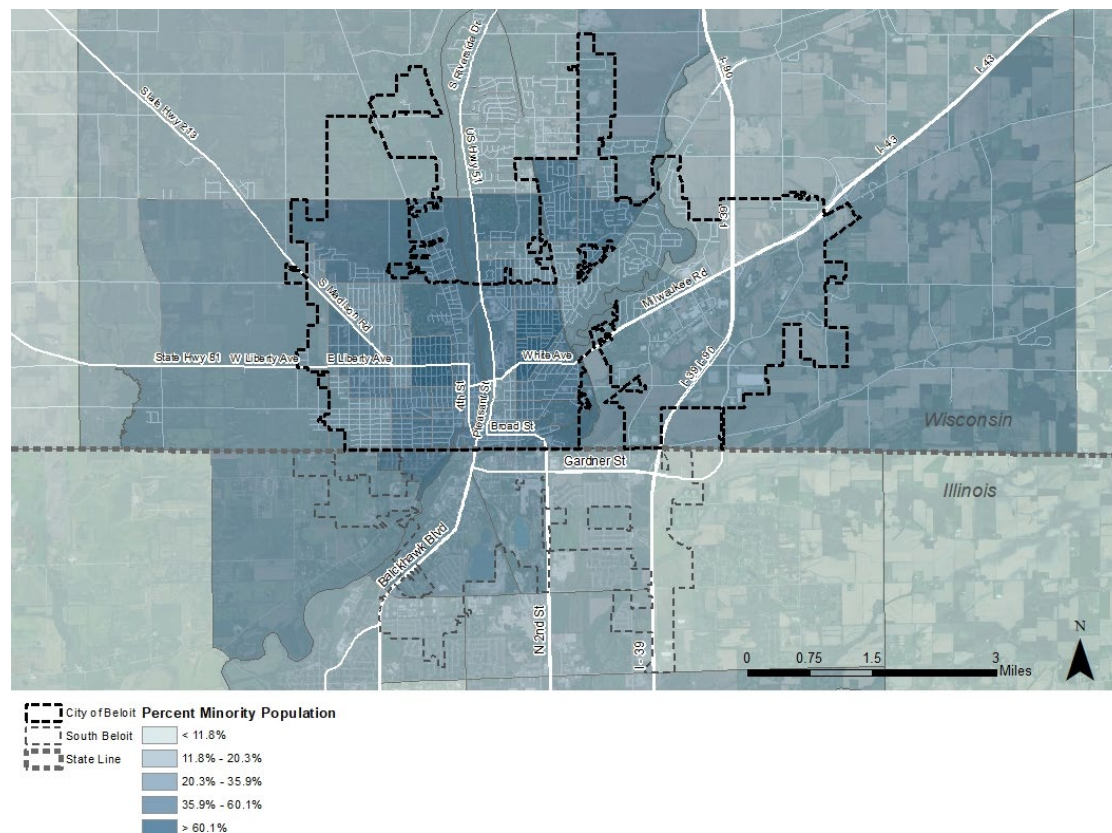 S Riverside Dr
I-90
I-43
State Hwy 213
US Hwy 51
I-43
I-39
S Madison Rd
Milwaukee Rd
State Hwy 81
W Liberty Ave
E Liberty Ave
White Ave
I-39 I-90
4th St
Pleasant St
Broad St
Wisconsin
Gardner St
Illinois
Balckhawk Blvd
N 2nd St
I- 39
N
0 0.75 1.5 3
Miles
City of Beloit
South Beloit
State Line
Percent Minority Population
< 11.8%
11.8% - 20.3%
20.3% - 35.9%
35.9% - 60.1%
> 60.1%